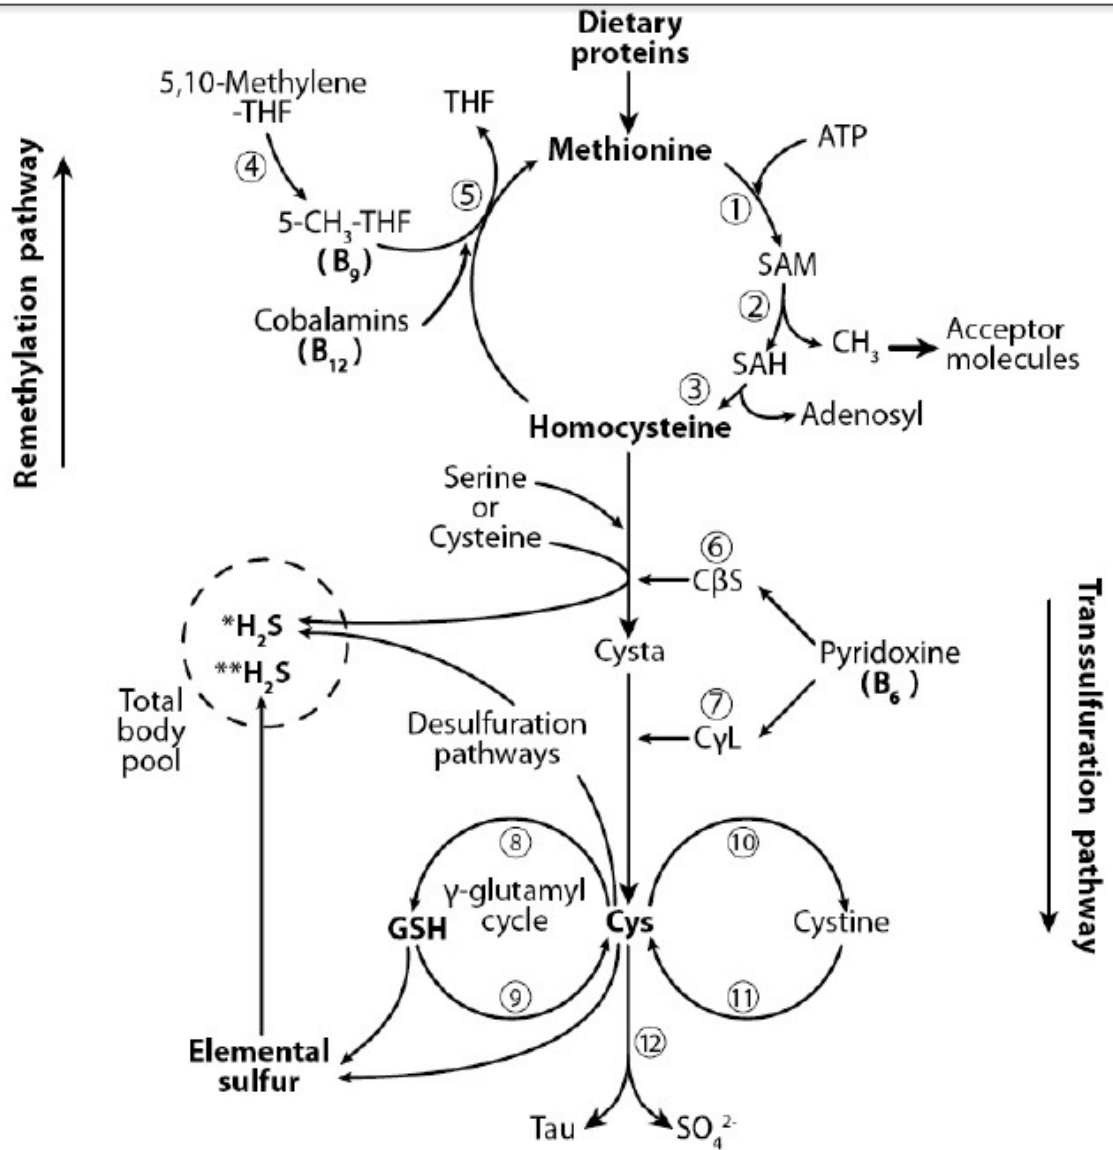 Dietary
proteins
5,10-Methylene
-THF
THF
Methionine
ATP
④
⑤
①
5-CH₃-THF
(B₉)
SAM
Cobalamins
(B₁₂)
②
SAH
CH₃
Acceptor
molecules
③
Adenosyl
Homocysteine
Remethylation pathway
Serine
or
Cysteine
⑥
CβS
*H₂S
**H₂S
Total
body
pool
Cysta
Pyridoxine
(B₆)
Desulfuration
pathways
⑦
CγL
Transsulfuration pathway
⑧
γ-glutamyl
cycle
GSH
Cys
⑨
⑩
Cystine
⑪
Elemental
sulfur
⑫
Tau
SO₄²⁻